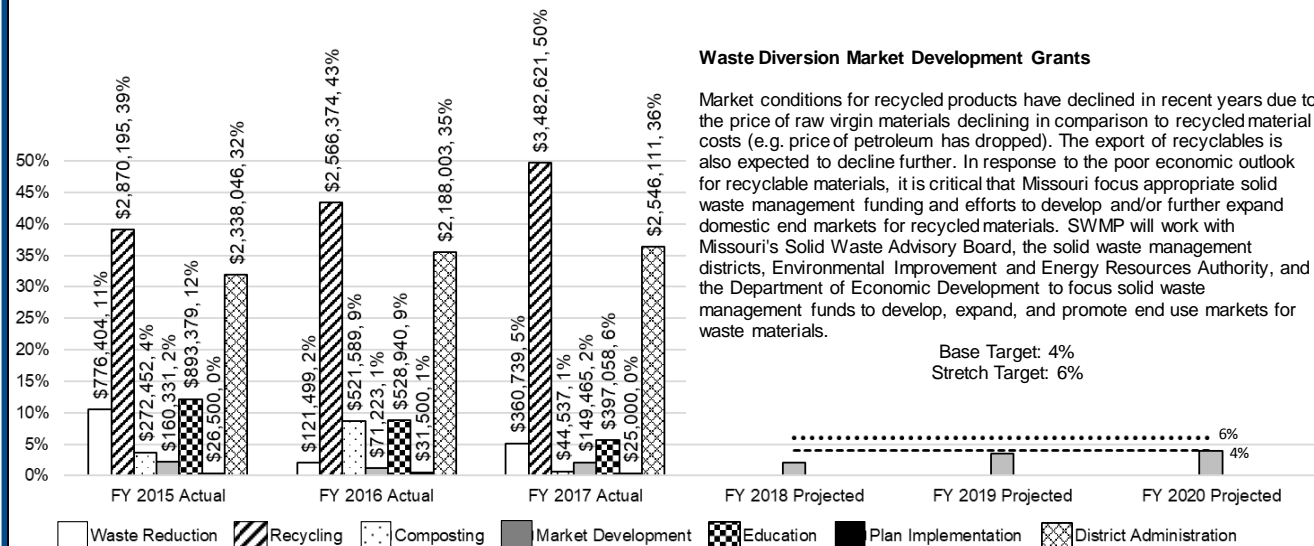 Waste Diversion Market Development Grants
Market conditions for recycled products have declined in recent years due to
the price of raw virgin materials declining in comparison to recycled material
costs (e.g. price of petroleum has dropped). The export of recyclables is
also expected to decline further. In response to the poor economic outlook
for recyclable materials, it is critical that Missouri focus appropriate solid
waste management funding and efforts to develop and/or further expand
domestic end markets for recycled materials. SWMP will work with
Missouri's Solid Waste Advisory Board, the solid waste management
districts, Environmental Improvement and Energy Resources Authority, and
the Department of Economic Development to focus solid waste
management funds to develop, expand, and promote end use markets for
waste materials.
Base Target: 4%
Stretch Target: 6%
50%
45%
40%
35%
30%
25%
20%
15%
10%
5%
0%
$776,404, 11%
$2,870,195, 39%
$272,452, 4%
$160,331, 2%
$893,379, 12%
$26,500, 0%
$2,338,046, 32%
$121,499, 2%
$2,566,374, 43%
$521,589, 9%
$71,223, 1%
$528,940, 9%
$31,500, 1%
$2,188,003, 35%
$360,739, 5%
$3,482,621, 50%
$44,537, 1%
$149,465, 2%
$397,058, 6%
$25,000, 0%
$2,546,111, 36%
6%
4%
FY 2015 Actual
FY 2016 Actual
FY 2017 Actual
FY 2018 Projected
FY 2019 Projected
FY 2020 Projected
Waste Reduction
Recycling
Composting
Market Development
Education
Plan Implementation
District Administration